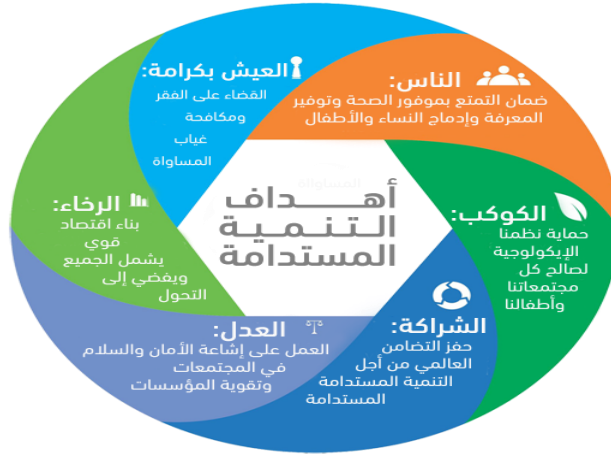 أهداف
التنمية
المستدامة
الناس:
ضمان التمتع بموفور الصحة وتوفير
المعرفة وإدماج النساء والأطفال
الكوكب:
حماية نظمنا
الإيكولوجية
لصالح كل
مجتمعاتنا
وأطفالنا
الشراكة:
حفز التضامن
العالمي من أجل
التنمية المستدامة
المستدامة
العدل:
العمل على إشاعة الأمان والسلام
في المجتمعات
وتقوية المؤسسات
الرخاء:
بناء اقتصاد
قوي
يشمل الجميع
ويفضي إلى
التحول
العيش بكرامة:
القضاء على الفقر
ومكافحة
غياب
المساواة